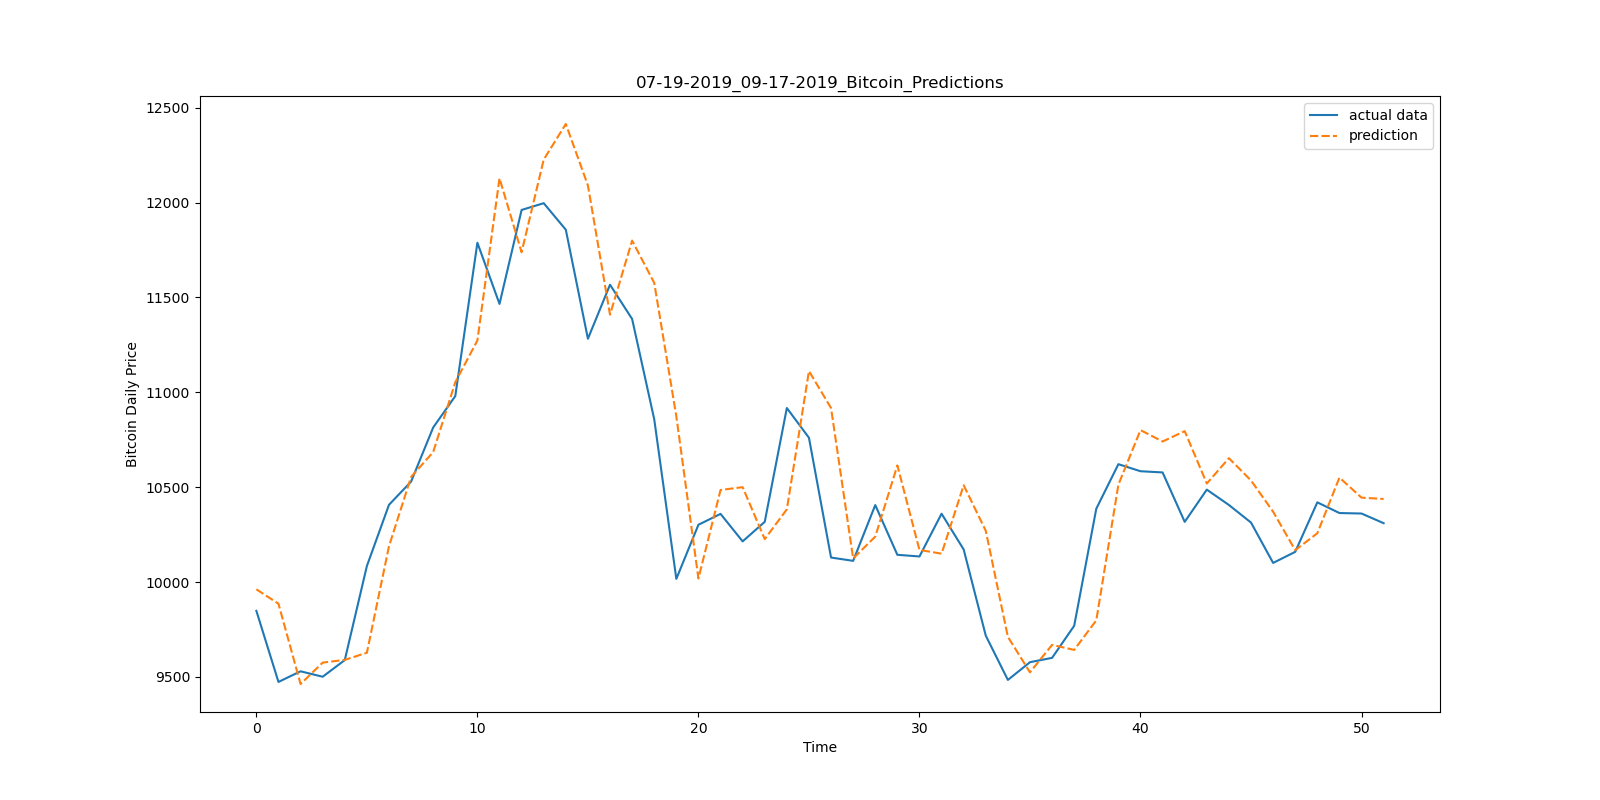 07-19-2019_09-17-2019_Bitcoin_Predictions
12500
12000
11500
11000
10500
10000
9500
Bitcoin Daily Price
actual data
prediction
0 10 20 30 40 50
Time